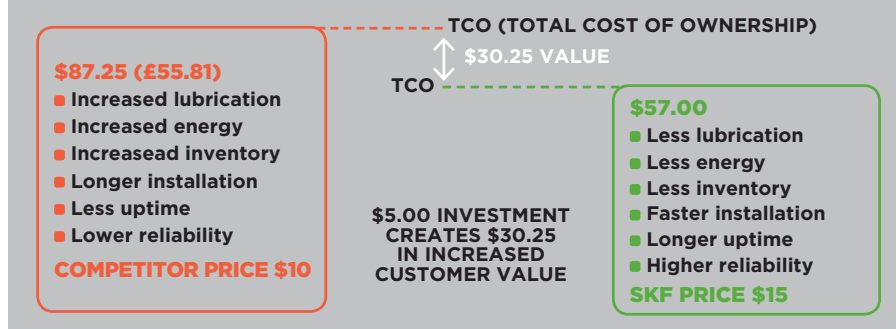 TCO (TOTAL COST OF OWNERSHIP)
$30.25 VALUE
TCO
$87.25 (£55.81)
Increased lubrication
Increased energy
Increasead inventory
Longer installation
Less uptime
Lower reliability
COMPETITOR PRICE $10
$5.00 INVESTMENT
CREATES $30.25
IN INCREASED
CUSTOMER VALUE
$57.00
Less lubrication
Less energy
Less inventory
Faster installation
Longer uptime
Higher reliability
SKF PRICE $15